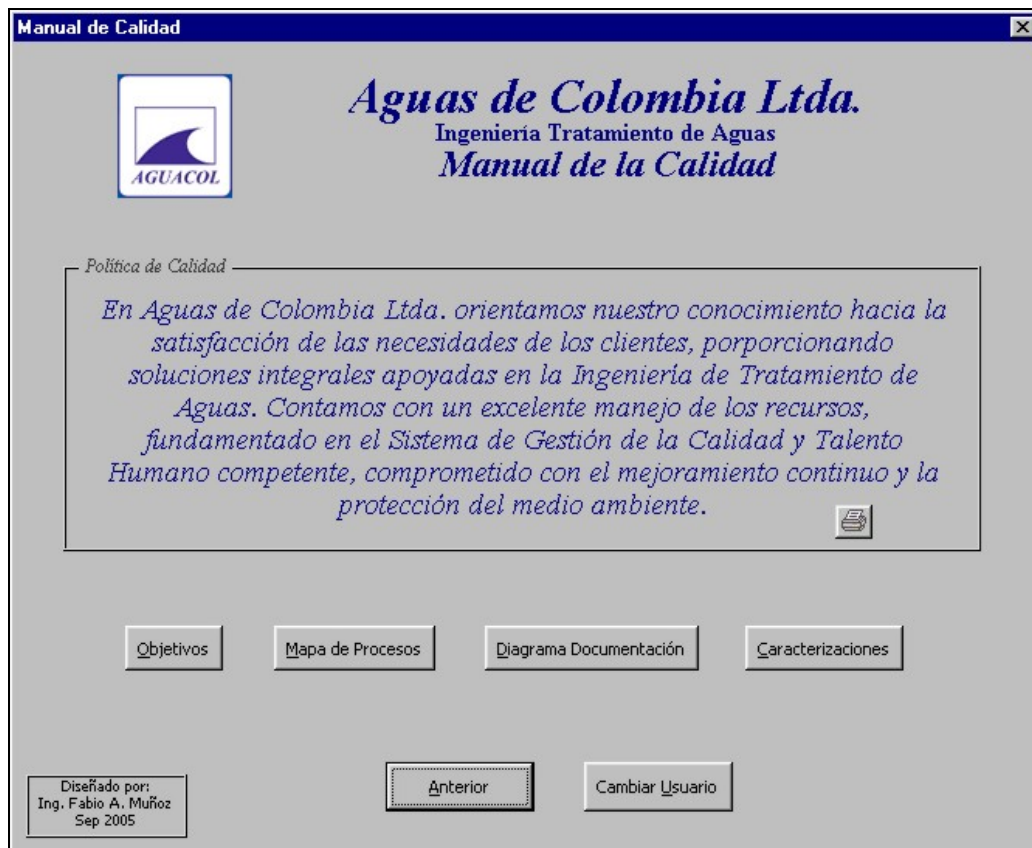 Manual de Calidad
AGUACOL
Aguas de Colombia Ltda.
Ingeniería Tratamiento de Aguas
Manual de la Calidad
Política de Calidad
En Aguas de Colombia Ltda. orientamos nuestro conocimiento hacia la
satisfacción de las necesidades de los clientes, porporcionando
soluciones integrales apoyadas en la Ingeniería de Tratamiento de
Aguas. Contamos con un excelente manejo de los recursos,
fundamentado en el Sistema de Gestión de la Calidad y Talento
Humano competente, comprometido con el mejoramiento continuo y la
protección del medio ambiente.
Objetivos
Mapa de Procesos
Diagrama Documentación
Caracterizaciones
Anterior
Cambiar Usuario
Diseñado por:
Ing. Fabio A. Muñoz
Sep 2005